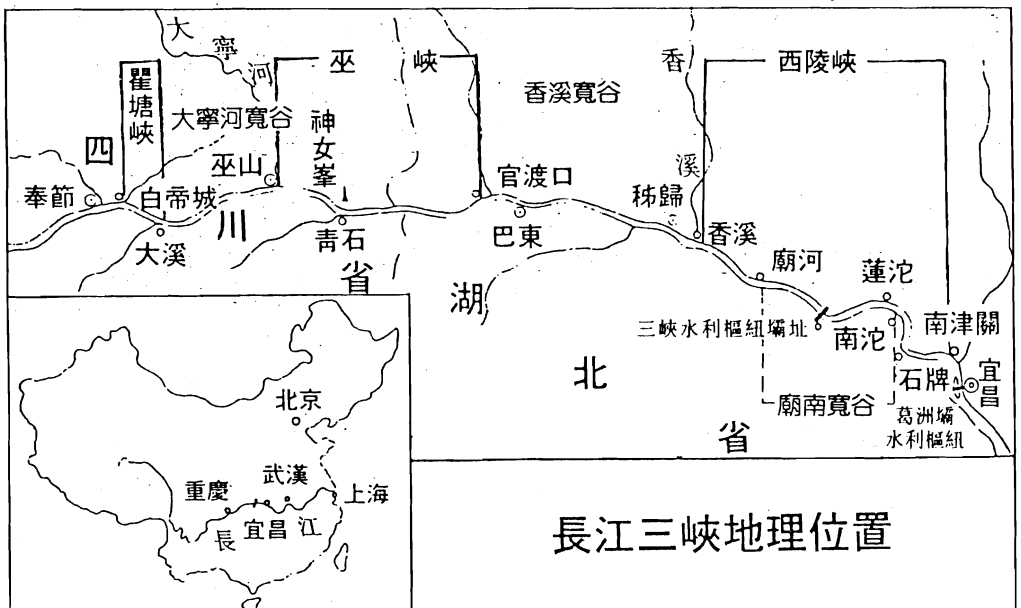 大寧河
巫峽
香溪
西陵峽
瞿塘峽
大寧河寬谷
香溪寬谷
神女峯
四川省
巫山
奉節
白帝城
大溪
青石
官渡口
巴東
秭歸
香溪
廟河
蓮沱
湖北省
三峽水利樞紐壩址
南沱
南津關
石牌
宜昌
廟南寬谷
葛洲壩
水利樞紐
北京
重慶
武漢
上海
宜昌
長江
長江三峽地理位置